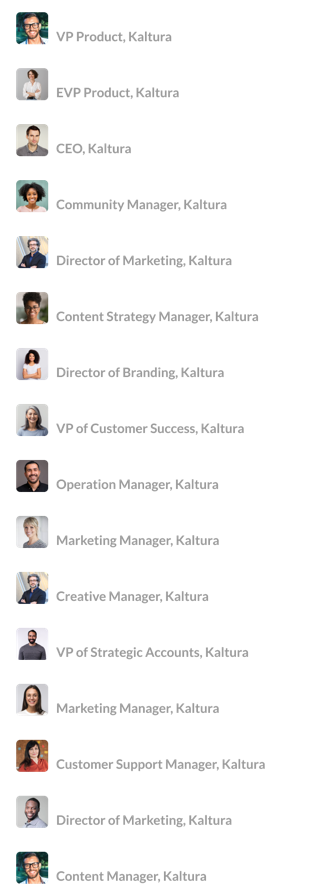 VP Product, Kaltura
EVP Product, Kaltura
CEO, Kaltura
Community Manager, Kaltura
Director of Marketing, Kaltura
Content Strategy Manager, Kaltura
Director of Branding, Kaltura
VP of Customer Success, Kaltura
Operation Manager, Kaltura
Marketing Manager, Kaltura
Creative Manager, Kaltura
VP of Strategic Accounts, Kaltura
Marketing Manager, Kaltura
Customer Support Manager, Kaltura
Director of Marketing, Kaltura
Content Manager, Kaltura